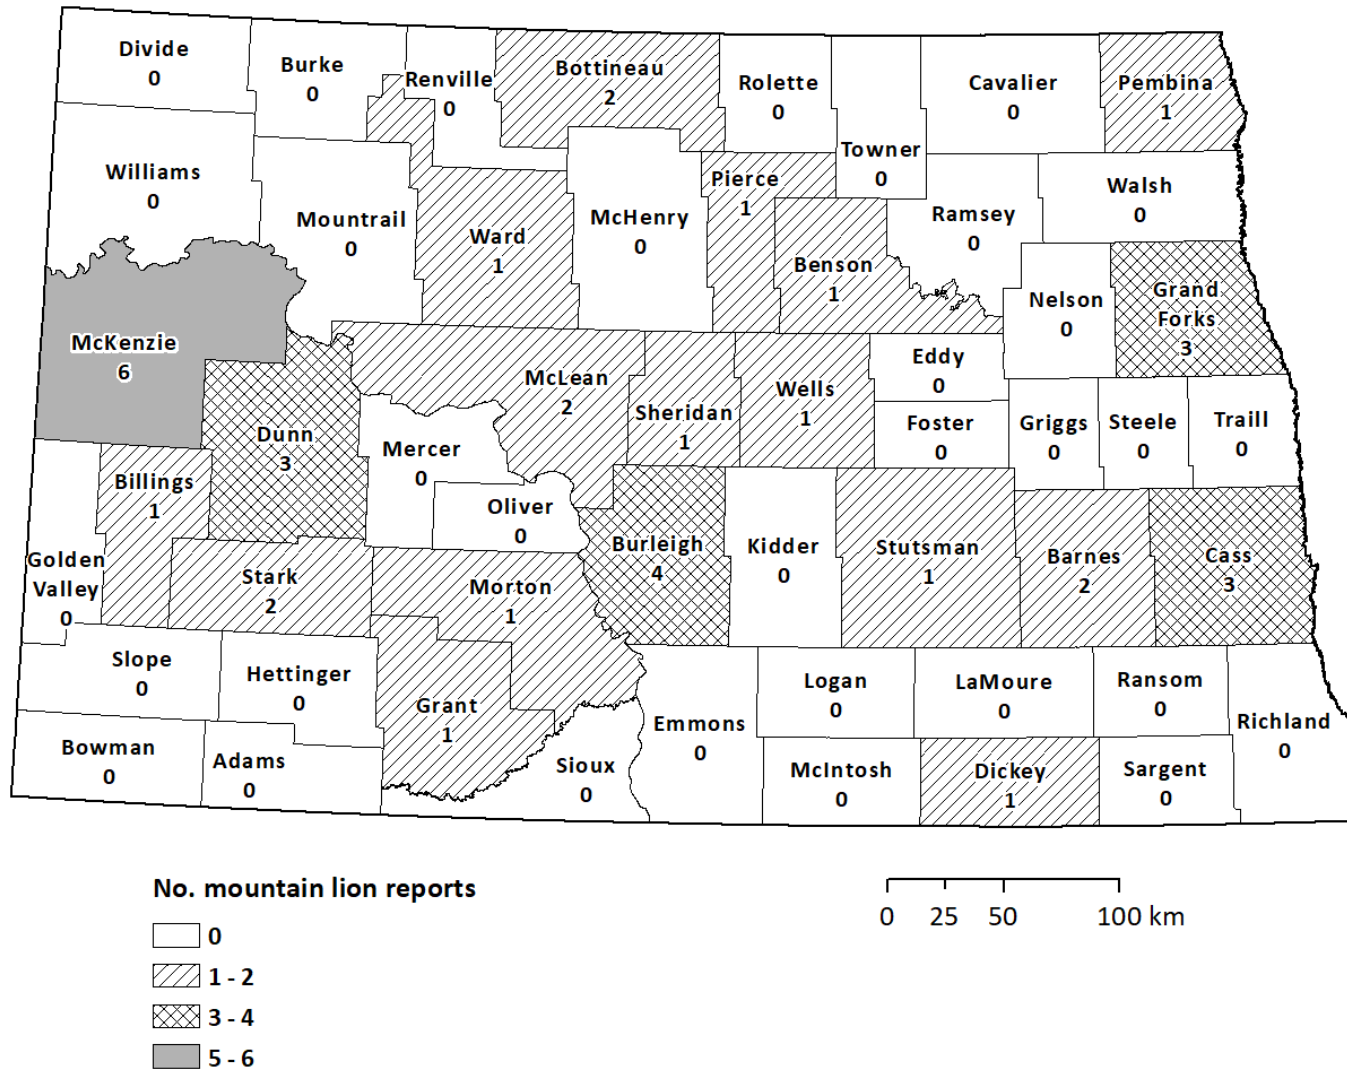 Divide
0
Burke
0
Renville
0
Bottineau
2
Rolette
0
Towner
0
Cavalier
0
Pembina
1
Williams
0
Mountrail
0
Ward
1
McHenry
0
Pierce
1
Benson
1
Ramsey
0
Walsh
0
Nelson
0
Grand
Forks
3
McKenzie
6
Dunn
3
McLean
2
Sheridan
1
Wells
1
Eddy
0
Foster
0
Griggs
0
Steele
0
Traill
0
Billings
1
Mercer
0
Oliver
0
Golden
Valley
0
Stark
2
Morton
1
Burleigh
4
Kidder
0
Stutsman
1
Barnes
2
Cass
3
Slope
0
Hettinger
0
Grant
1
Bowman
0
Adams
0
Sioux
0
Emmons
0
Logan
0
LaMoure
0
Ransom
0
Richland
0
McIntosh
0
Dickey
1
Sargent
0
No. mountain lion reports
0
1 - 2
3 - 4
5 - 6
0 25 50 100 km